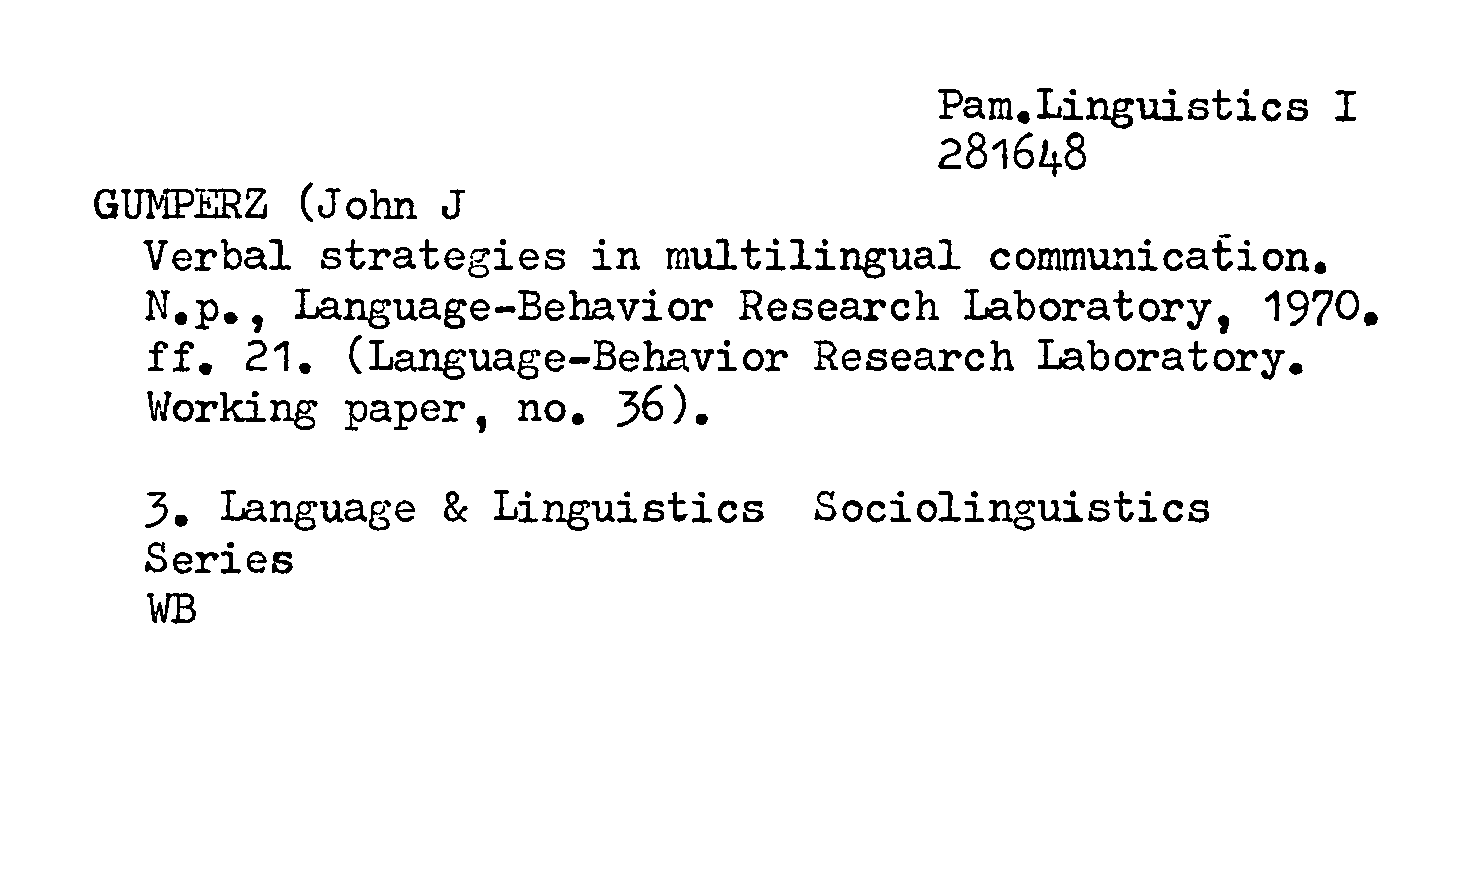 Pam.Linguistics I
281648
GUMPERZ (John J
Verbal strategies in multilingual communication.
N.p., Language-Behavior Research Laboratory, 1970.
ff. 21. (Language-Behavior Research Laboratory.
Working paper, no. 36).
3. Language & Linguistics Sociolinguistics
Series
WB